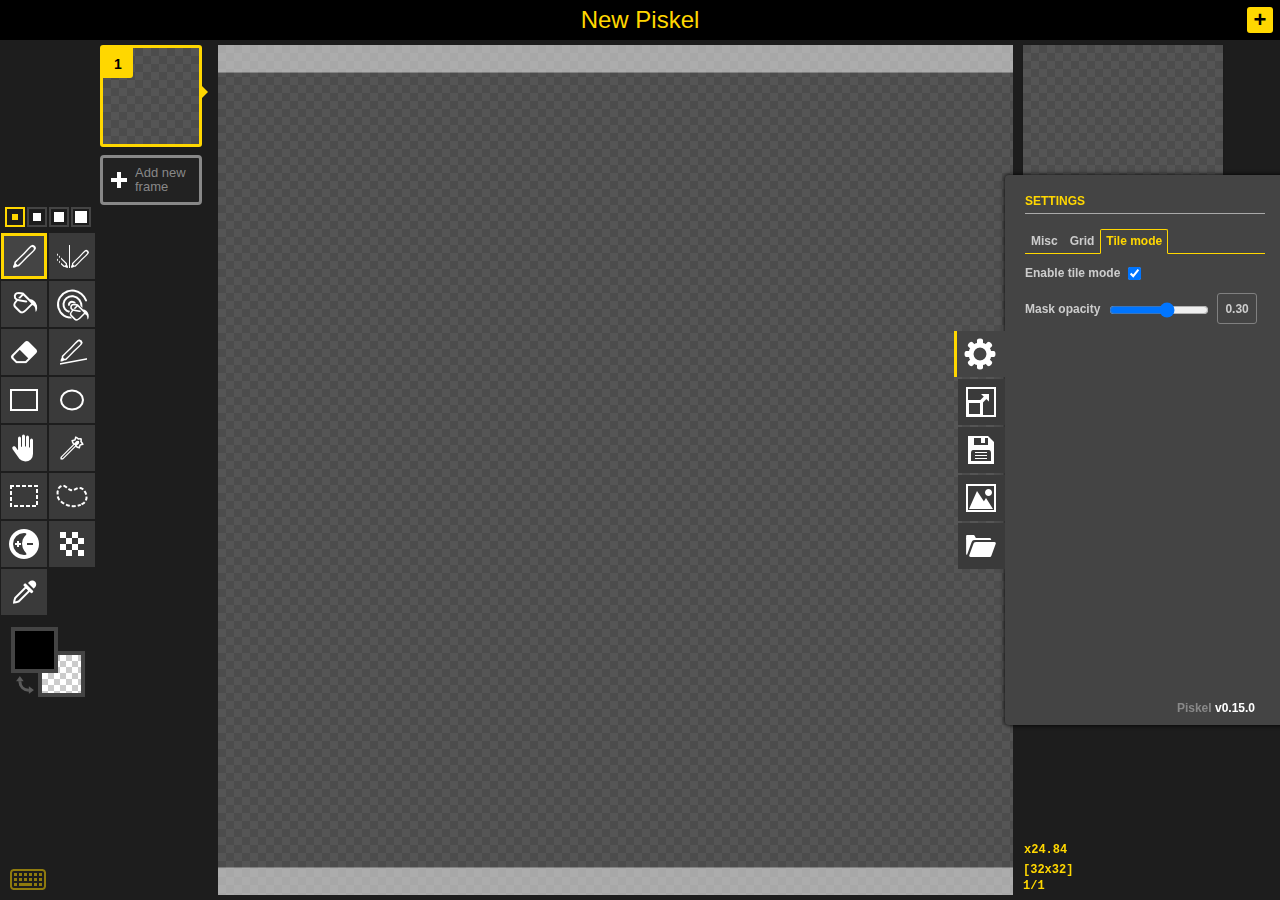 New Piskel
+
1
Add new
frame
SETTINGS
Misc Grid Tile mode
Enable tile mode
Mask opacity 0.30
Piskel v0.15.0
x24.84
[32x32]
1/1